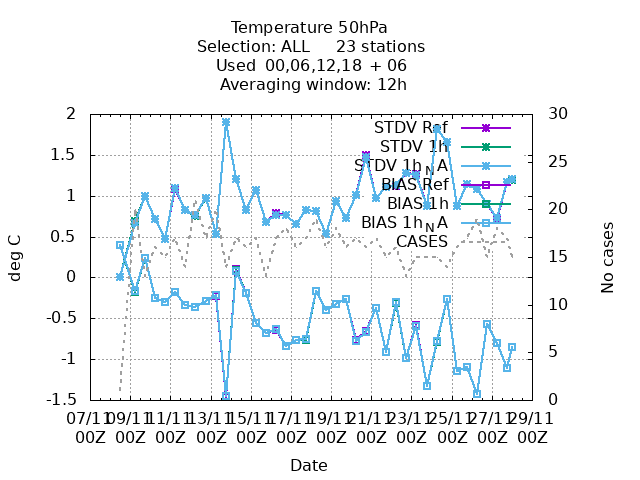 Temperature 50hPa
Selection: ALL 23 stations
Used 00,06,12,18 + 06
Averaging window: 12h
2
1.5
1
0.5
0
-0.5
-1
-1.5
deg C
30
25
20
15
10
5
0
No cases
STDV Ref
STDV 1h
STDV 1h_NA
BIAS Ref
BIAS 1h
BIAS 1h_NA
CASES
07/11 09/11 11/11 13/11 15/11 17/11 19/11 21/11 23/11 25/11 27/11 29/11
00Z 00Z 00Z 00Z 00Z 00Z 00Z 00Z 00Z 00Z 00Z 00Z
Date